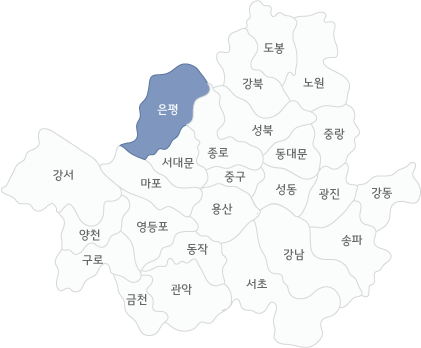 도봉
노원
강북
은평
성북
중랑
종로
동대문
서대문
강서
마포
중구
성동
광진
강동
용산
양천
영등포
동작
송파
강남
구로
관악
서초
금천